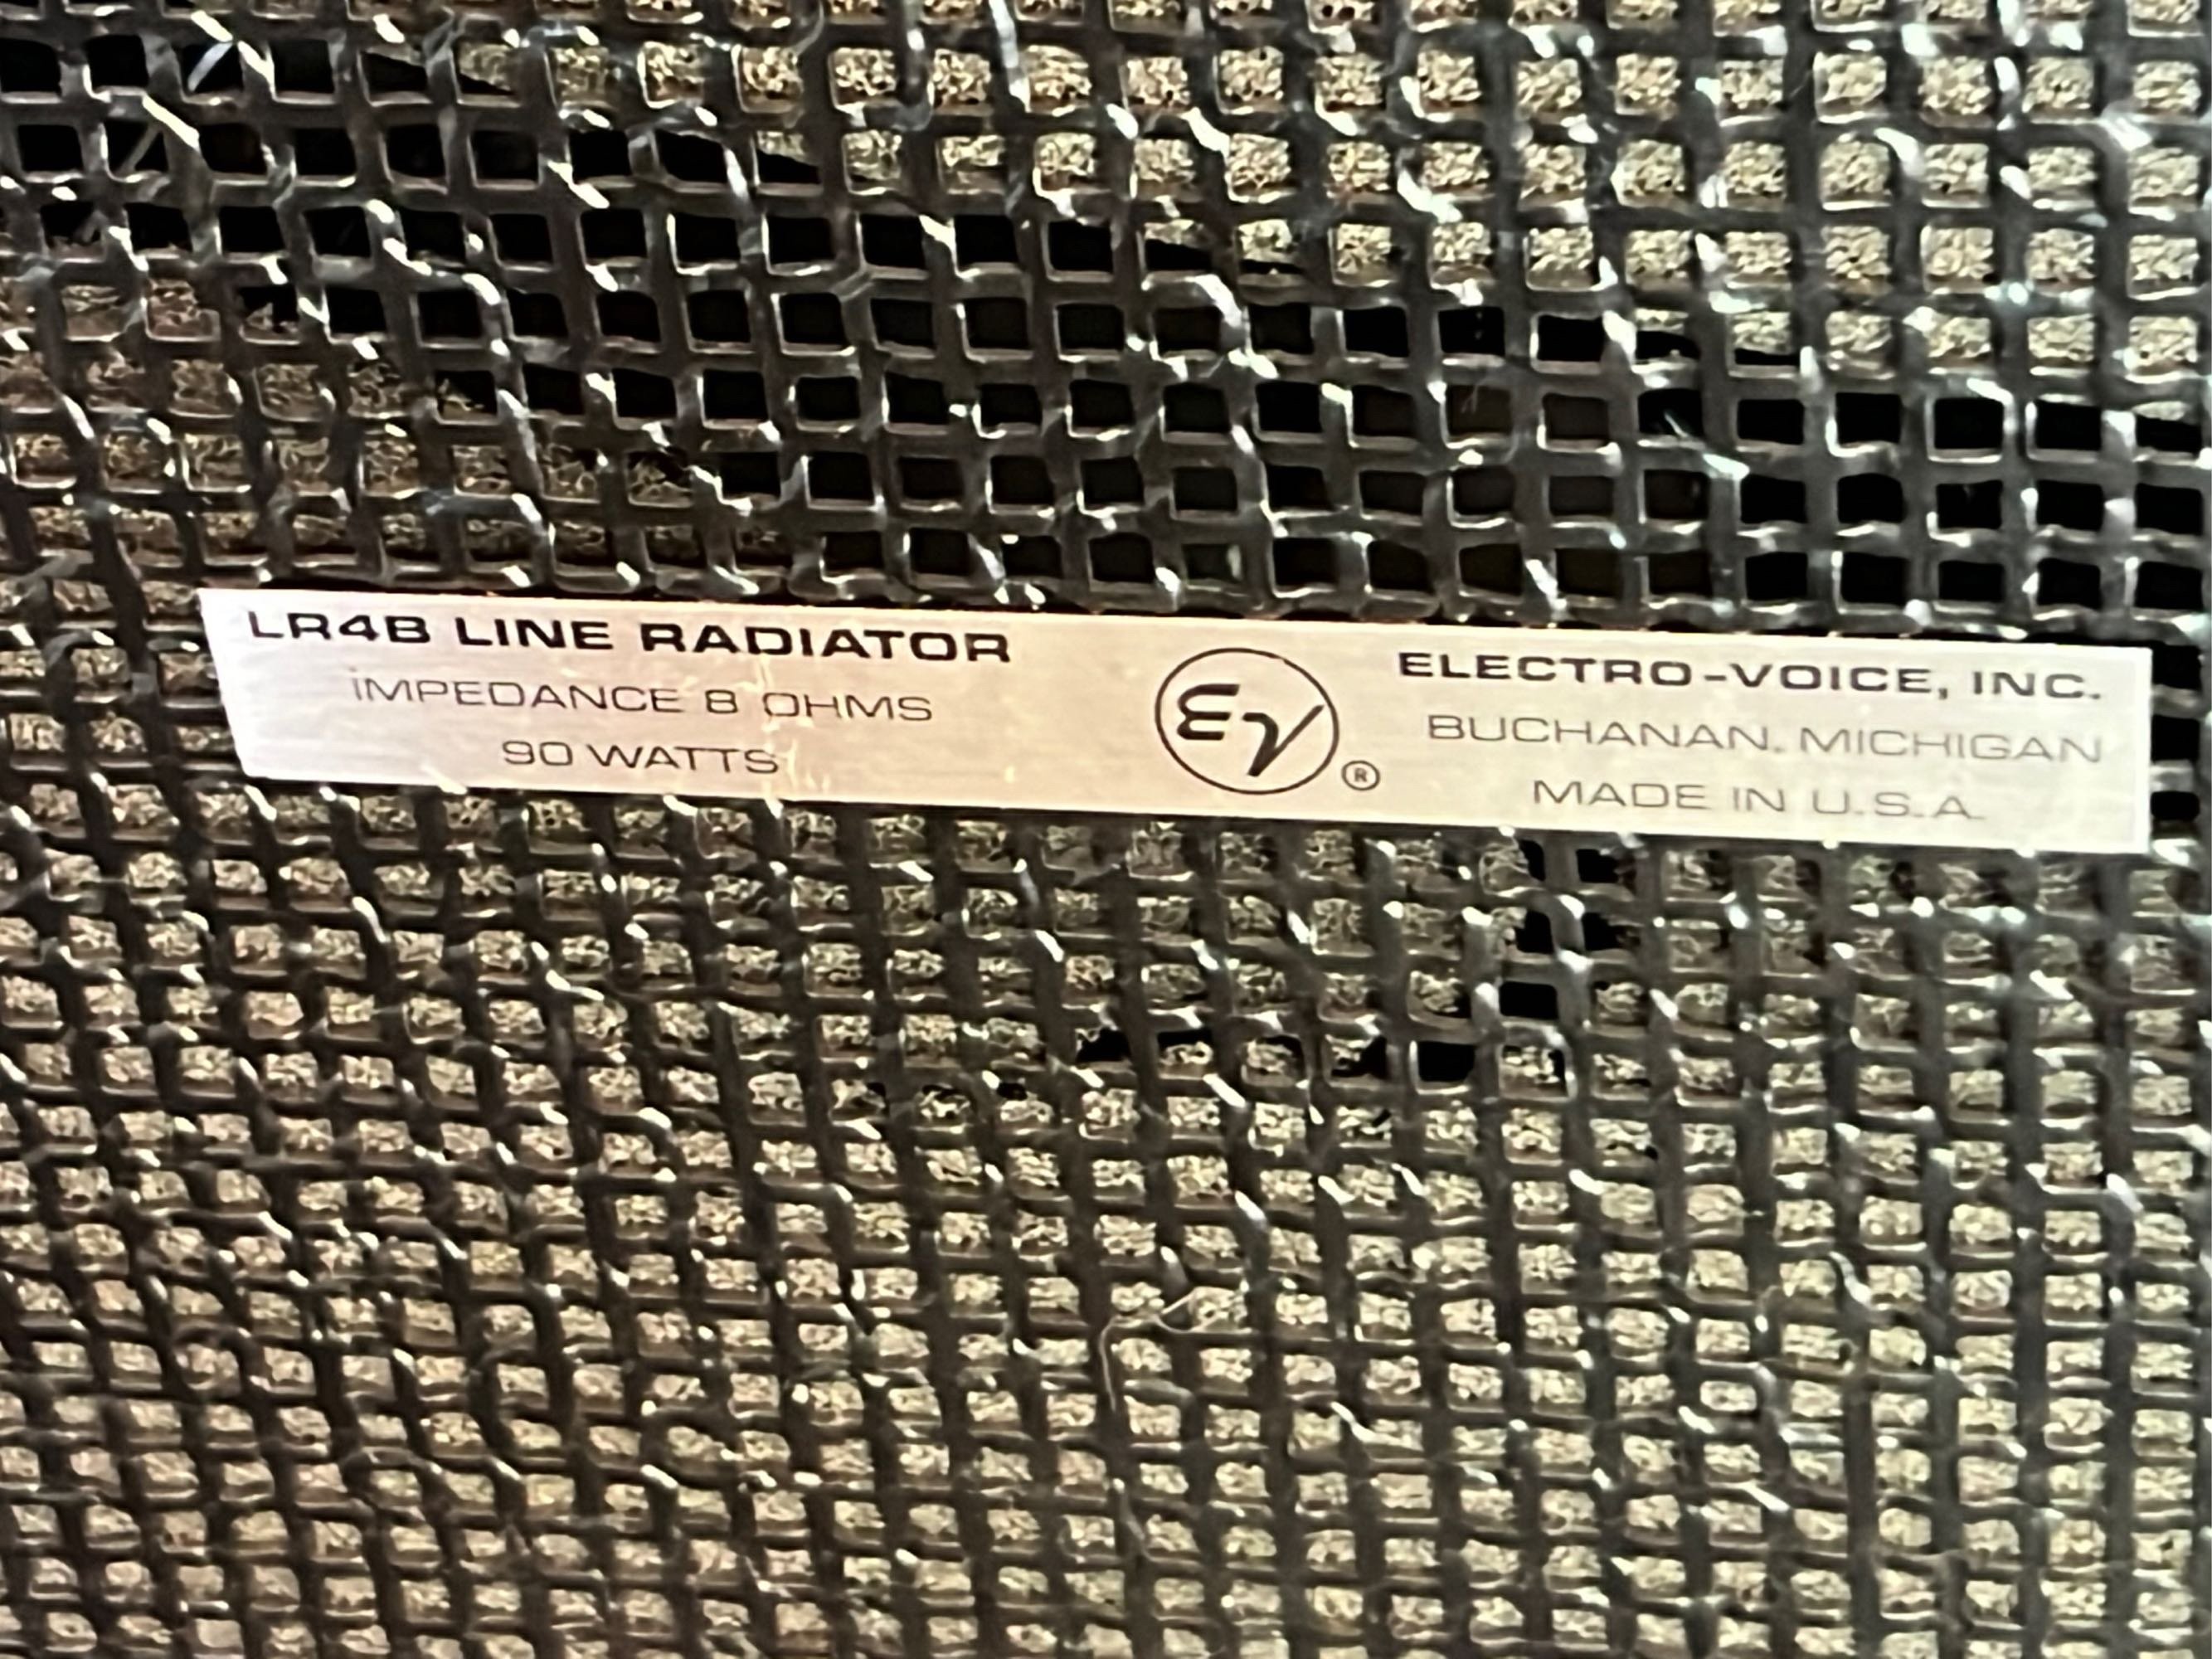 LR4B LINE RADIATOR
IMPEDANCE 8 OHMS
90 WATTS
EV
®
ELECTRO-VOICE, INC.
BUCHANAN, MICHIGAN
MADE IN U.S.A.